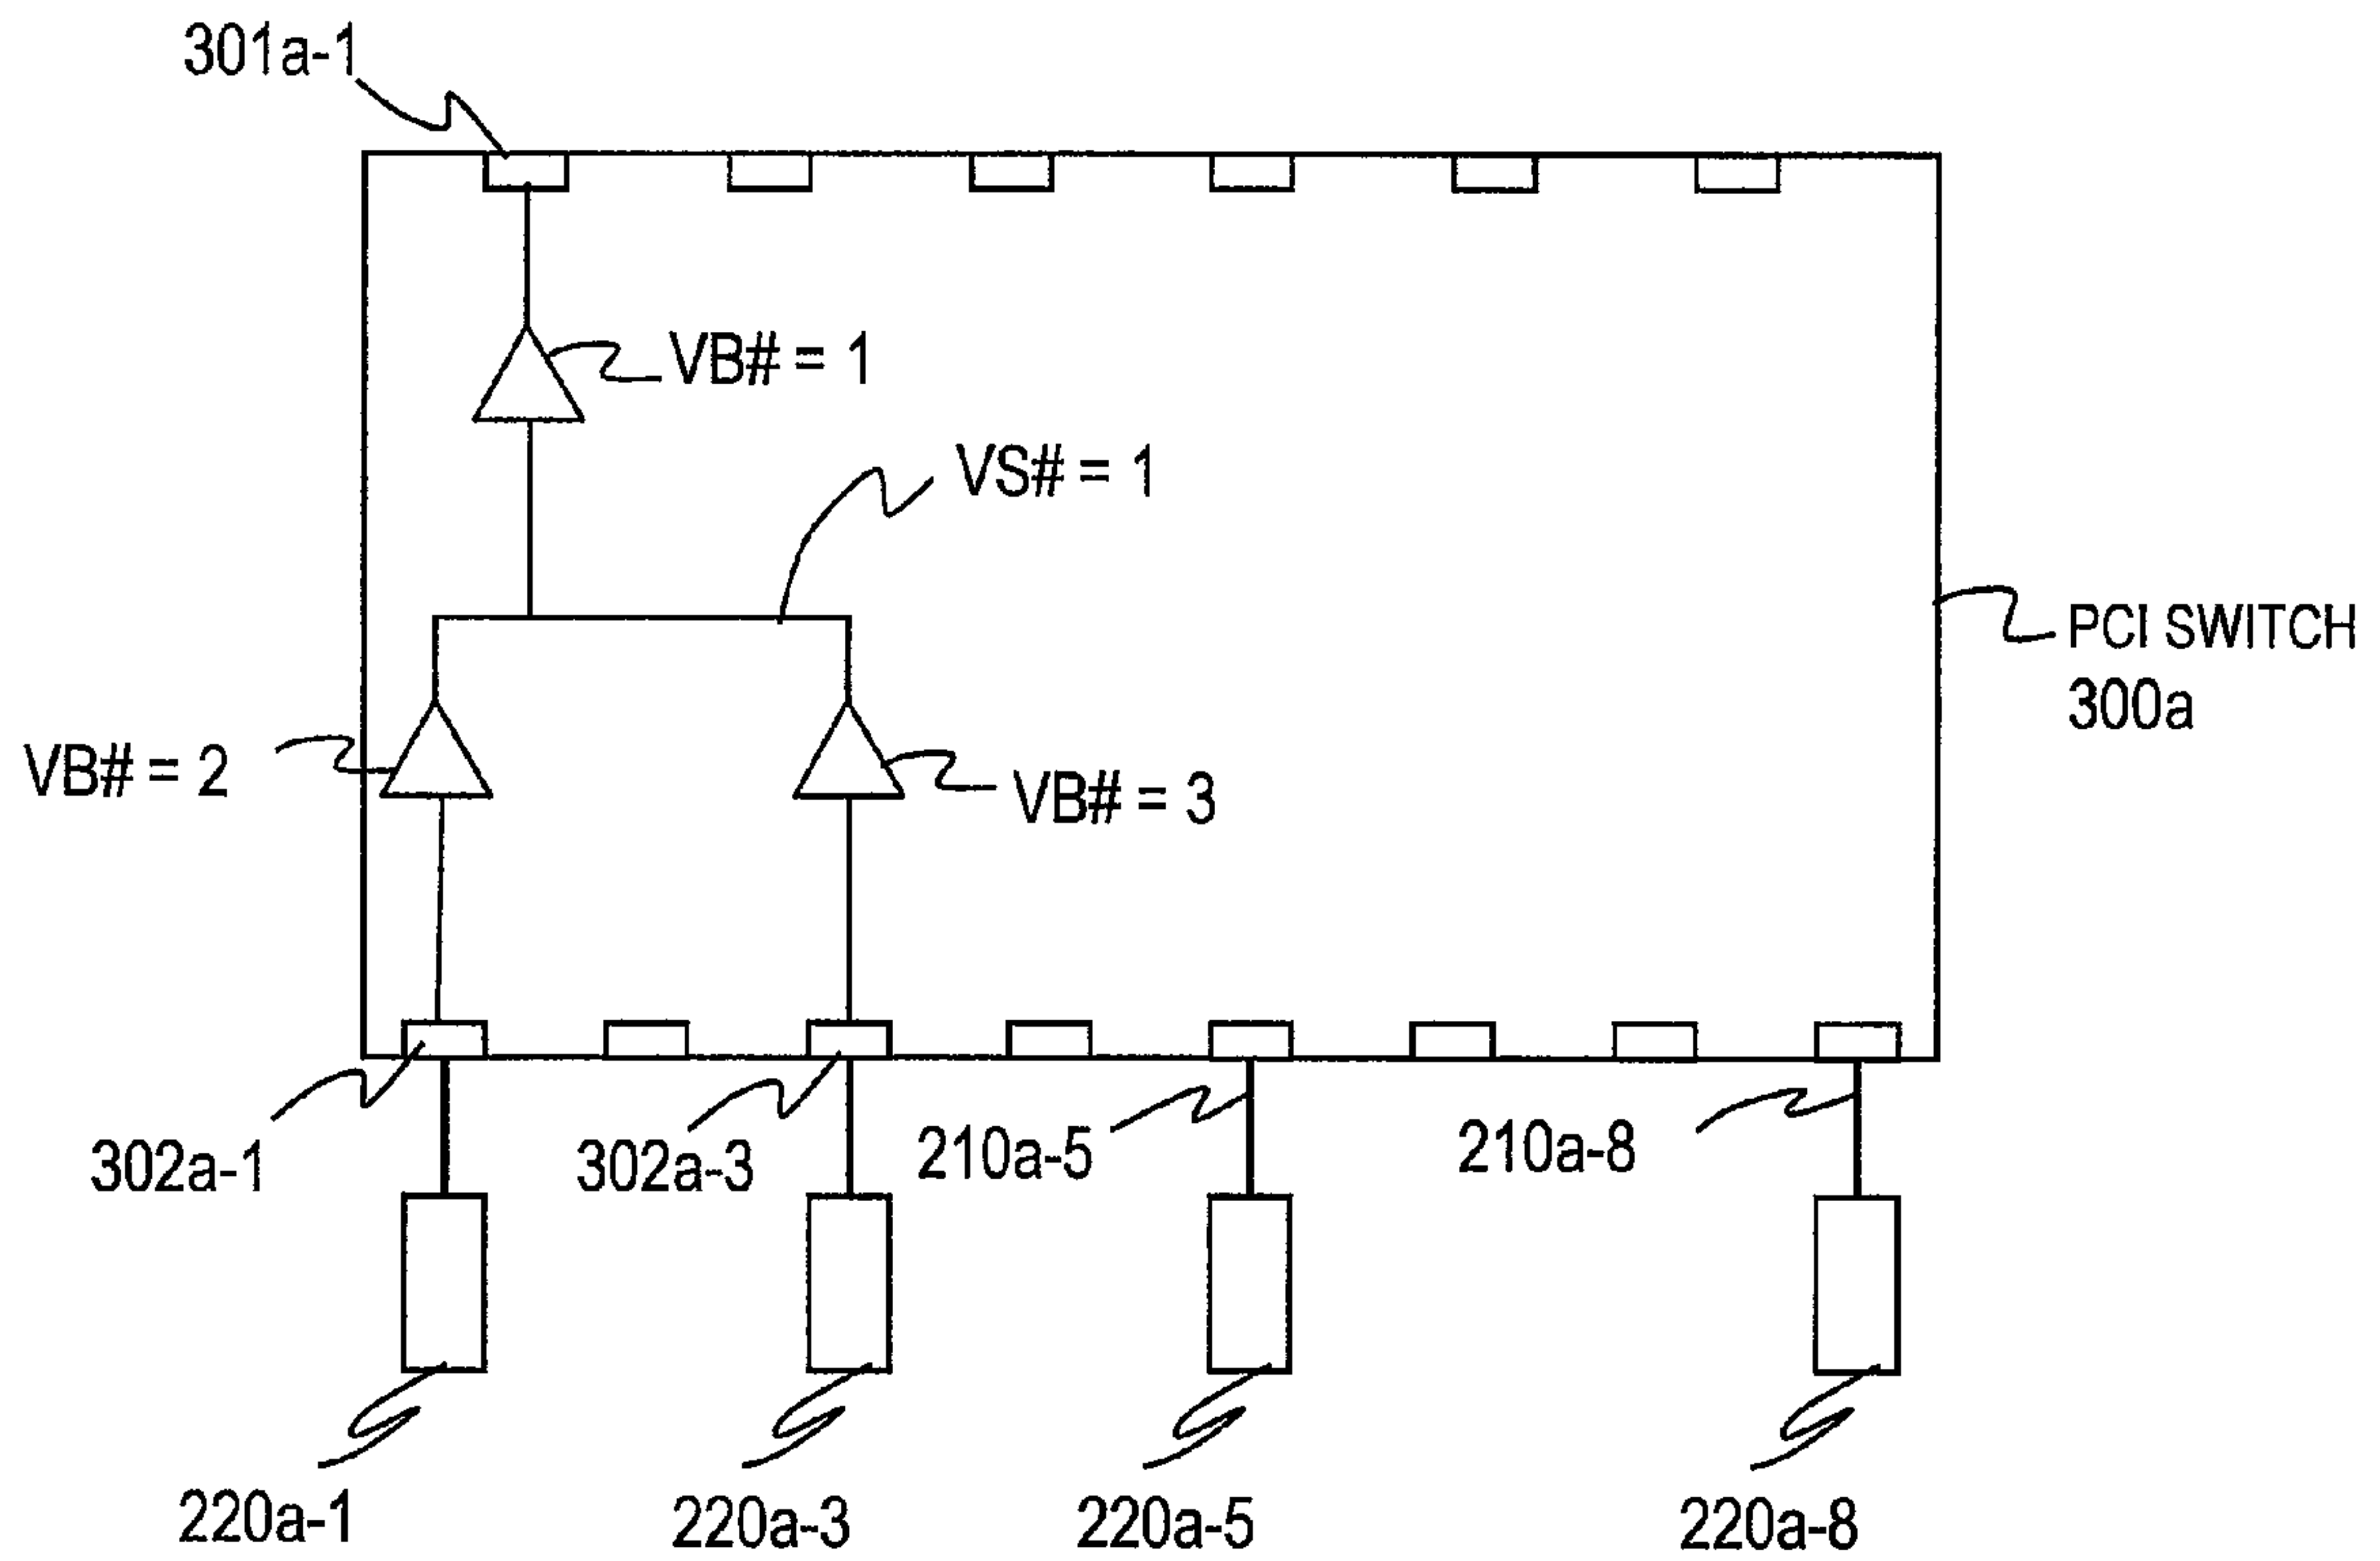 301a-1
VB# = 1
VS# = 1
PCI SWITCH
300a
VB# = 2
VB# = 3
302a-1
302a-3
210a-5
210a-8
220a-1
220a-3
220a-5
220a-8